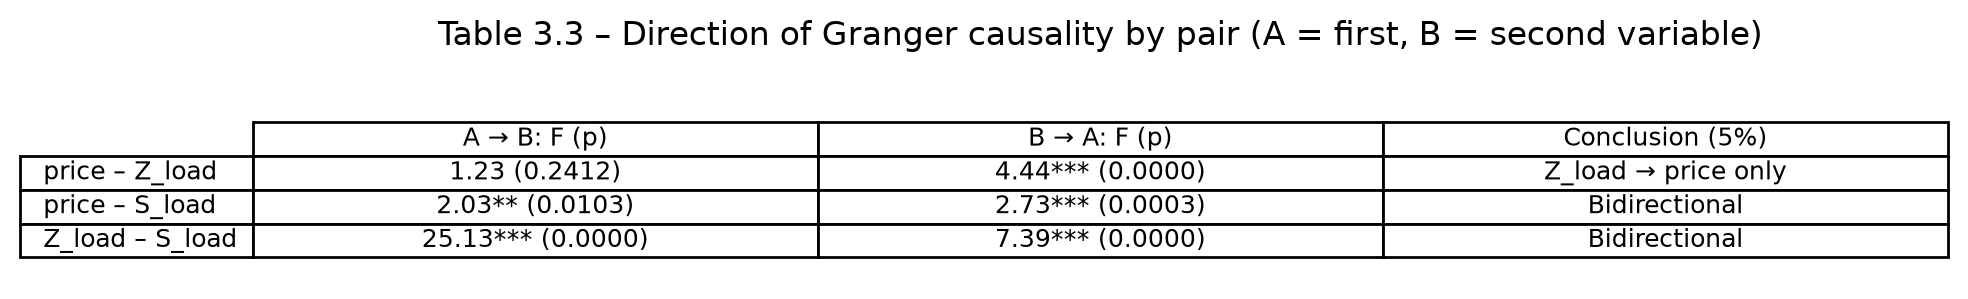 Table 3.3 – Direction of Granger causality by pair (A = first, B = second variable)
A → B: F (p) B → A: F (p) Conclusion (5%)
price – Z_load 1.23 (0.2412) 4.44*** (0.0000) Z_load → price only
price – S_load 2.03** (0.0103) 2.73*** (0.0003) Bidirectional
Z_load – S_load 25.13*** (0.0000) 7.39*** (0.0000) Bidirectional